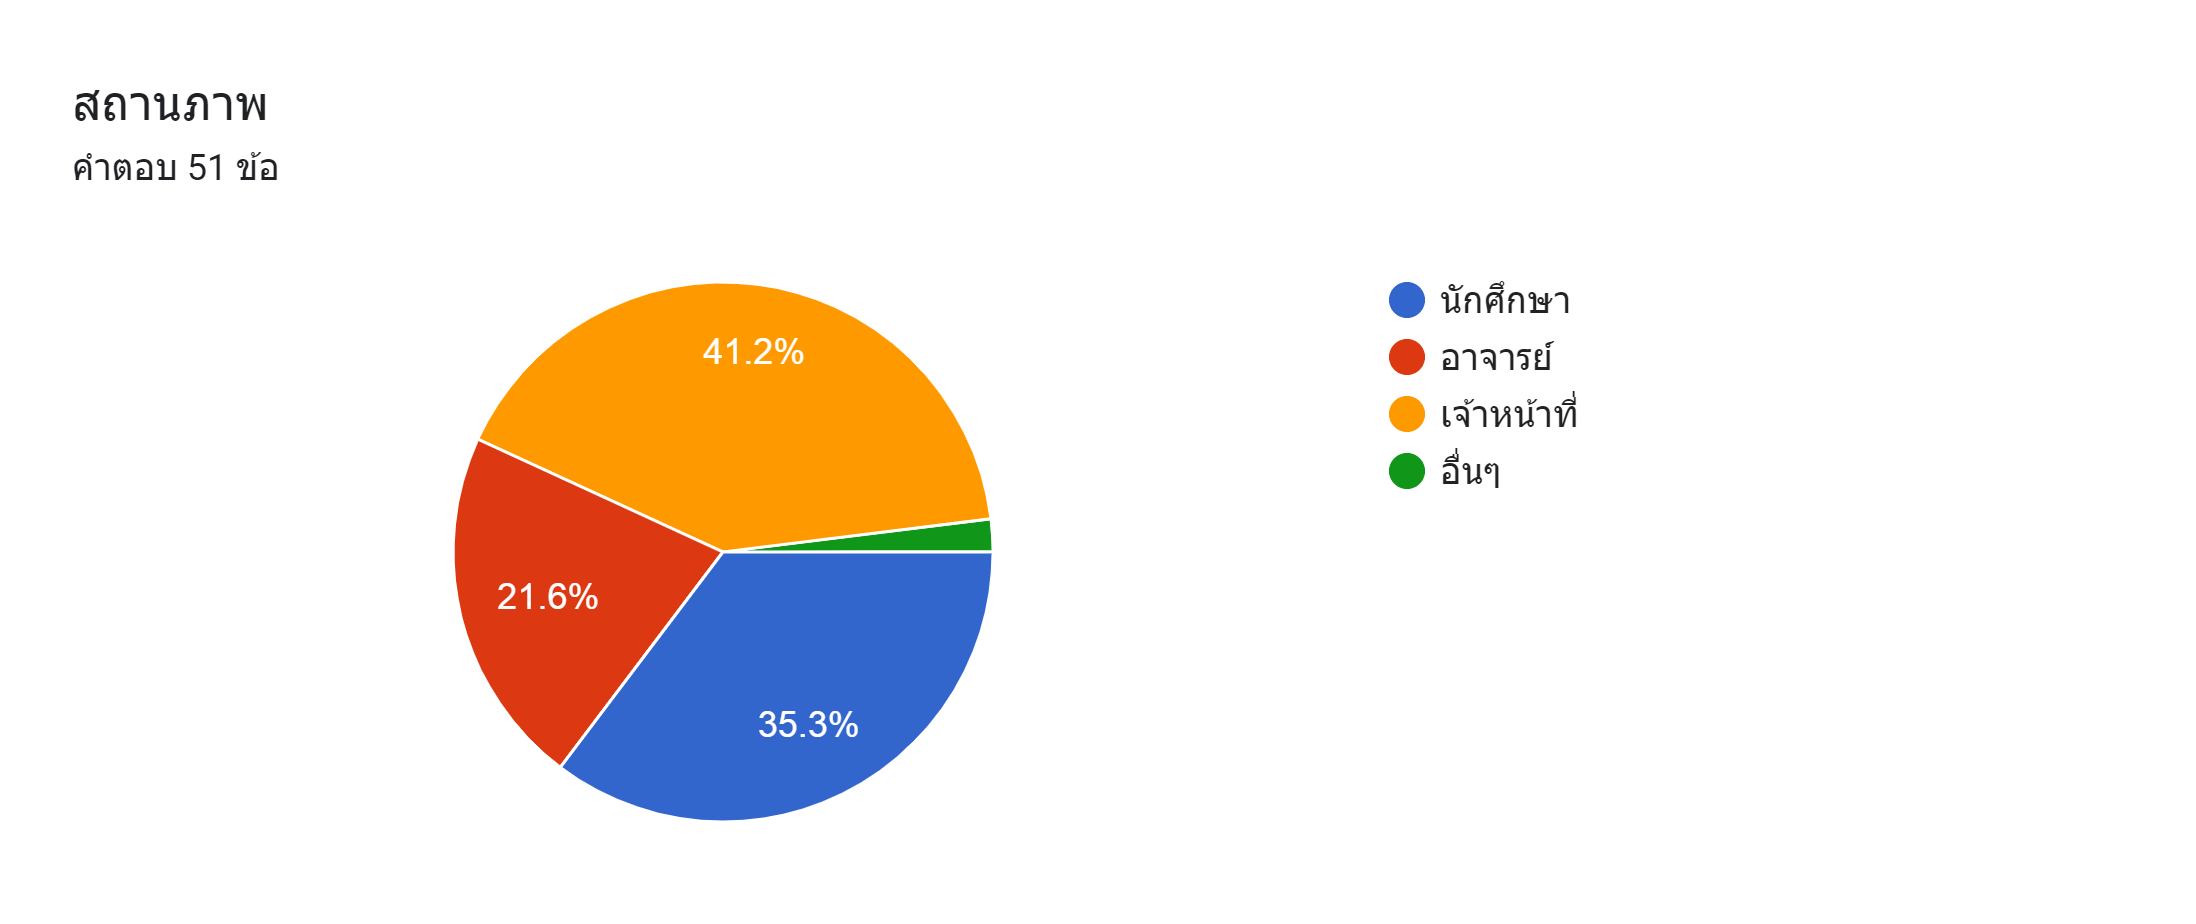 สถานภาพ
คำตอบ 51 ข้อ
41.2%
21.6%
35.3%
นักศึกษา
อาจารย์
เจ้าหน้าที่
อื่นๆ